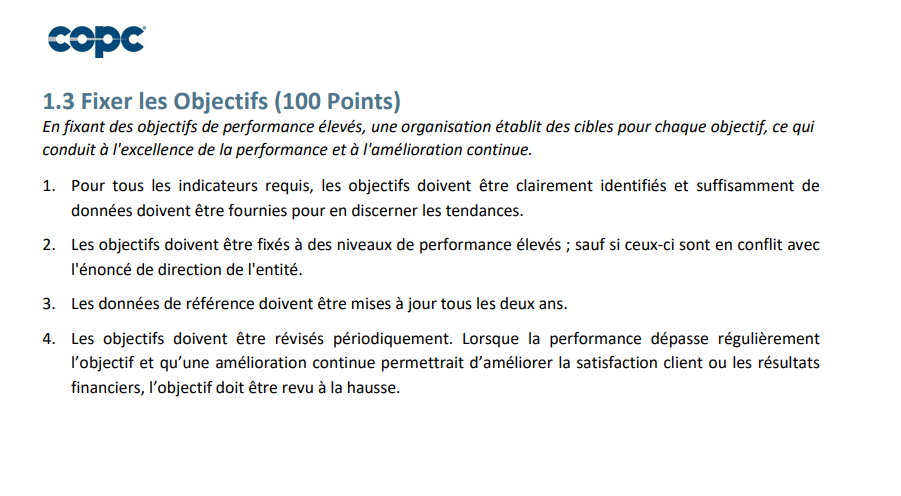 copc®
1.3 Fixer les Objectifs (100 Points)
En fixant des objectifs de performance élevés, une organisation établit des cibles pour chaque objectif, ce qui
conduit à l'excellence de la performance et à l'amélioration continue.
1. Pour tous les indicateurs requis, les objectifs doivent être clairement identifiés et suffisamment de
données doivent être fournies pour en discerner les tendances.
2. Les objectifs doivent être fixés à des niveaux de performance élevés ; sauf si ceux-ci sont en conflit avec
l'énoncé de direction de l'entité.
3. Les données de référence doivent être mises à jour tous les deux ans.
4. Les objectifs doivent être révisés périodiquement. Lorsque la performance dépasse régulièrement
l’objectif et qu’une amélioration continue permettrait d’améliorer la satisfaction client ou les résultats
financiers, l’objectif doit être revu à la hausse.